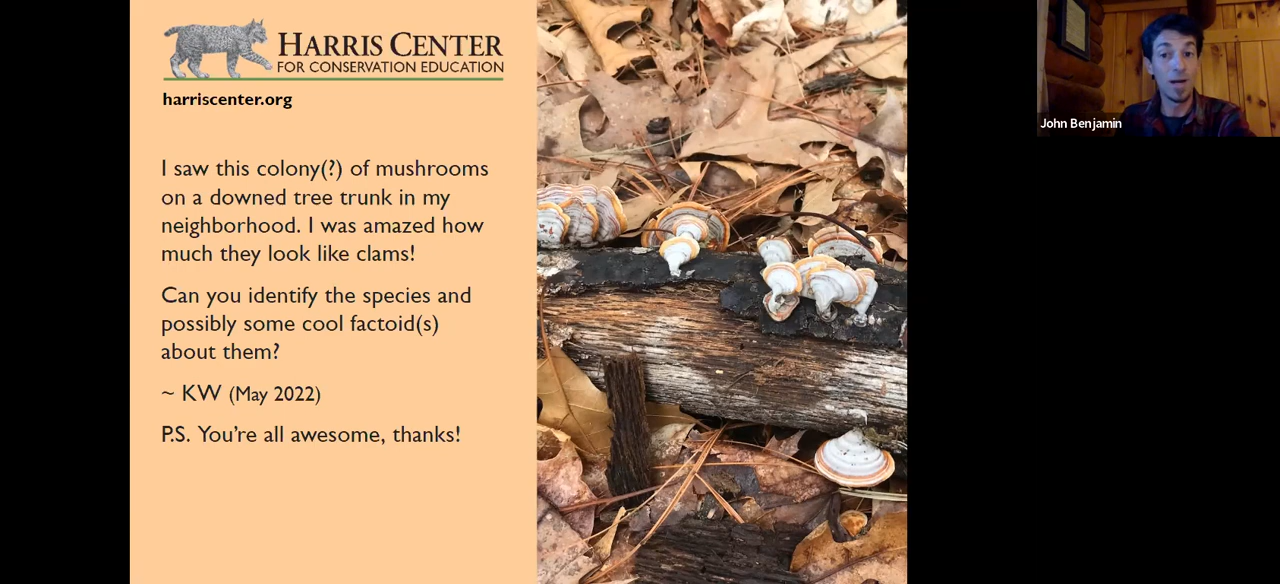 HARRIS CENTER
FOR CONSERVATION EDUCATION
harriscenter.org
I saw this colony(?) of mushrooms
on a downed tree trunk in my
neighborhood. I was amazed how
much they look like clams!
Can you identify the species and
possibly some cool factoid(s)
about them?
~ KW (May 2022)
P.S. You're all awesome, thanks!
John Benjamin